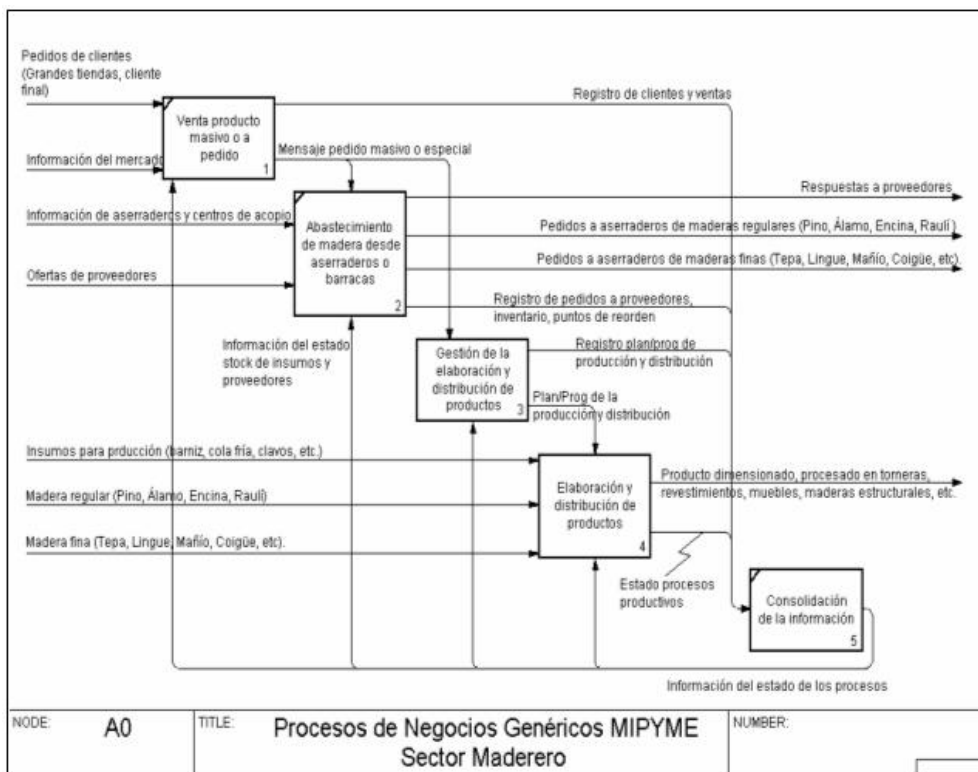 Pedidos de clientes
(Grandes tiendas, cliente
final)
Registro de clientes y ventas
Venta producto
masivo o a
pedido
1
Mensaje pedido masivo o especial
Información del mercado
Respuestas a proveedores
Información de aserraderos y centros de acopio
Abastecimiento
de madera desde
aserraderos o
barracas
2
Pedidos a aserraderos de maderas regulares (Pino, Álamo, Encina, Raulí )
Pedidos a aserraderos de maderas finas (Tepa, Lingue, Mañío, Coigüe, etc).
Ofertas de proveedores
Registro de pedidos a proveedores,
inventario, puntos de reorden
Información del estado
stock de insumos y
proveedores
Gestión de la
elaboración y
distribución de
productos
3
Registro plan/prog de
producción y distribución
Plan/Prog de la
producción y distribución
Insumos para prducción (barniz, cola fría, clavos, etc.)
Elaboración y
distribución de
productos
4
Producto dimensionado, procesado en torneras,
revestimientos, muebles, maderas estructurales, etc.
Madera regular (Pino, Álamo, Encina, Raulí)
Madera fina (Tepa, Lingue, Mañío, Coigüe, etc).
Estado procesos
productivos
Consolidación
de la información
5
Información del estado de los procesos
NODE:
A0
TITLE:
Procesos de Negocios Genéricos MIPYME
Sector Maderero
NUMBER: